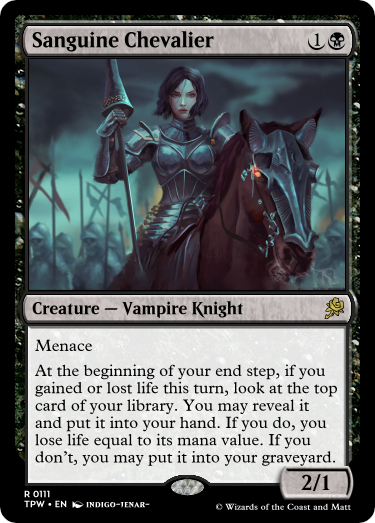 Sanguine Chevalier 1
Creature — Vampire Knight
Menace
At the beginning of your end step, if you
gained or lost life this turn, look at the top
card of your library. You may reveal it
and put it into your hand. If you do, you
lose life equal to its mana value. If you
don't, you may put it into your graveyard.
2/1
R 0111
TPW • EN INDIGO-JENAR-
© Wizards of the Coast and Matt